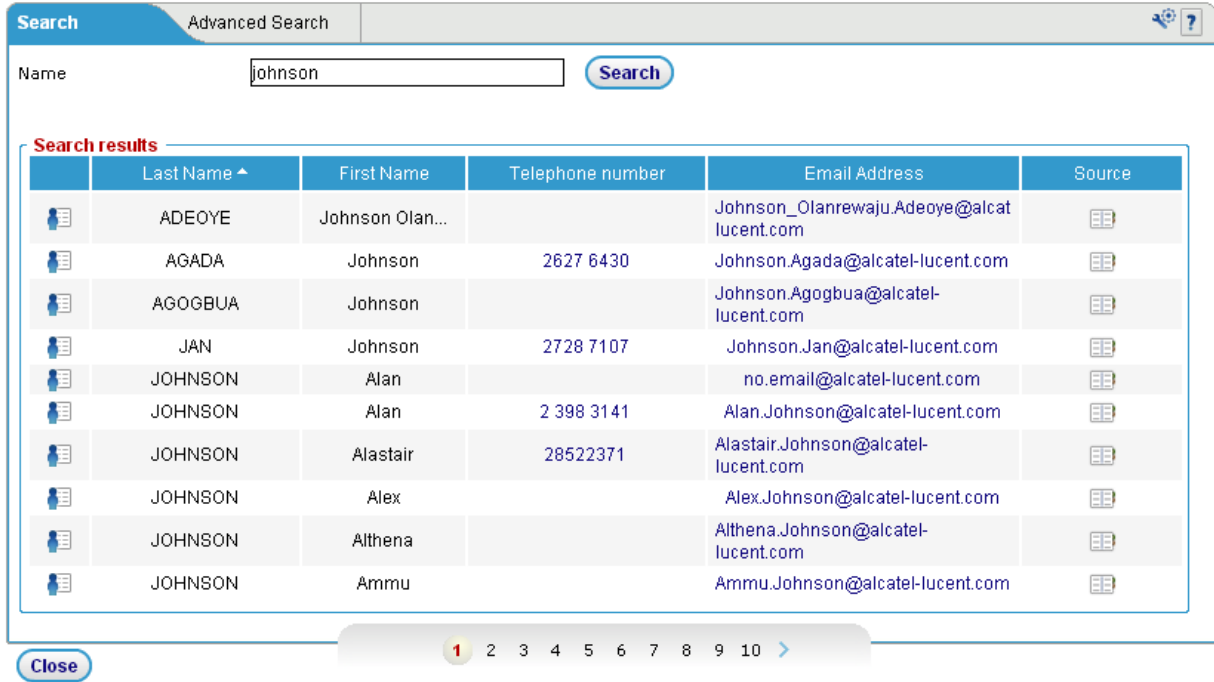 Search Advanced Search ?
Name johnson Search
Search results
Last Name First Name Telephone number Email Address Source
ADEOYE Johnson Olan... Johnson_Olanrewaju.Adeoye@alcat
lucent.com
AGADA Johnson 2627 6430 Johnson.Agada@alcatel-lucent.com
AGOGBUA Johnson Johnson.Agogbua@alcatel-
lucent.com
JAN Johnson 2728 7107 Johnson.Jan@alcatel-lucent.com
JOHNSON Alan no.email@alcatel-lucent.com
JOHNSON Alan 2 398 3141 Alan.Johnson@alcatel-lucent.com
JOHNSON Alastair 28522371 Alastair.Johnson@alcatel-
lucent.com
JOHNSON Alex Alex.Johnson@alcatel-lucent.com
JOHNSON Althena Althena.Johnson@alcatel-
lucent.com
JOHNSON Ammu Ammu.Johnson@alcatel-lucent.com
1 2 3 4 5 6 7 8 9 10
Close